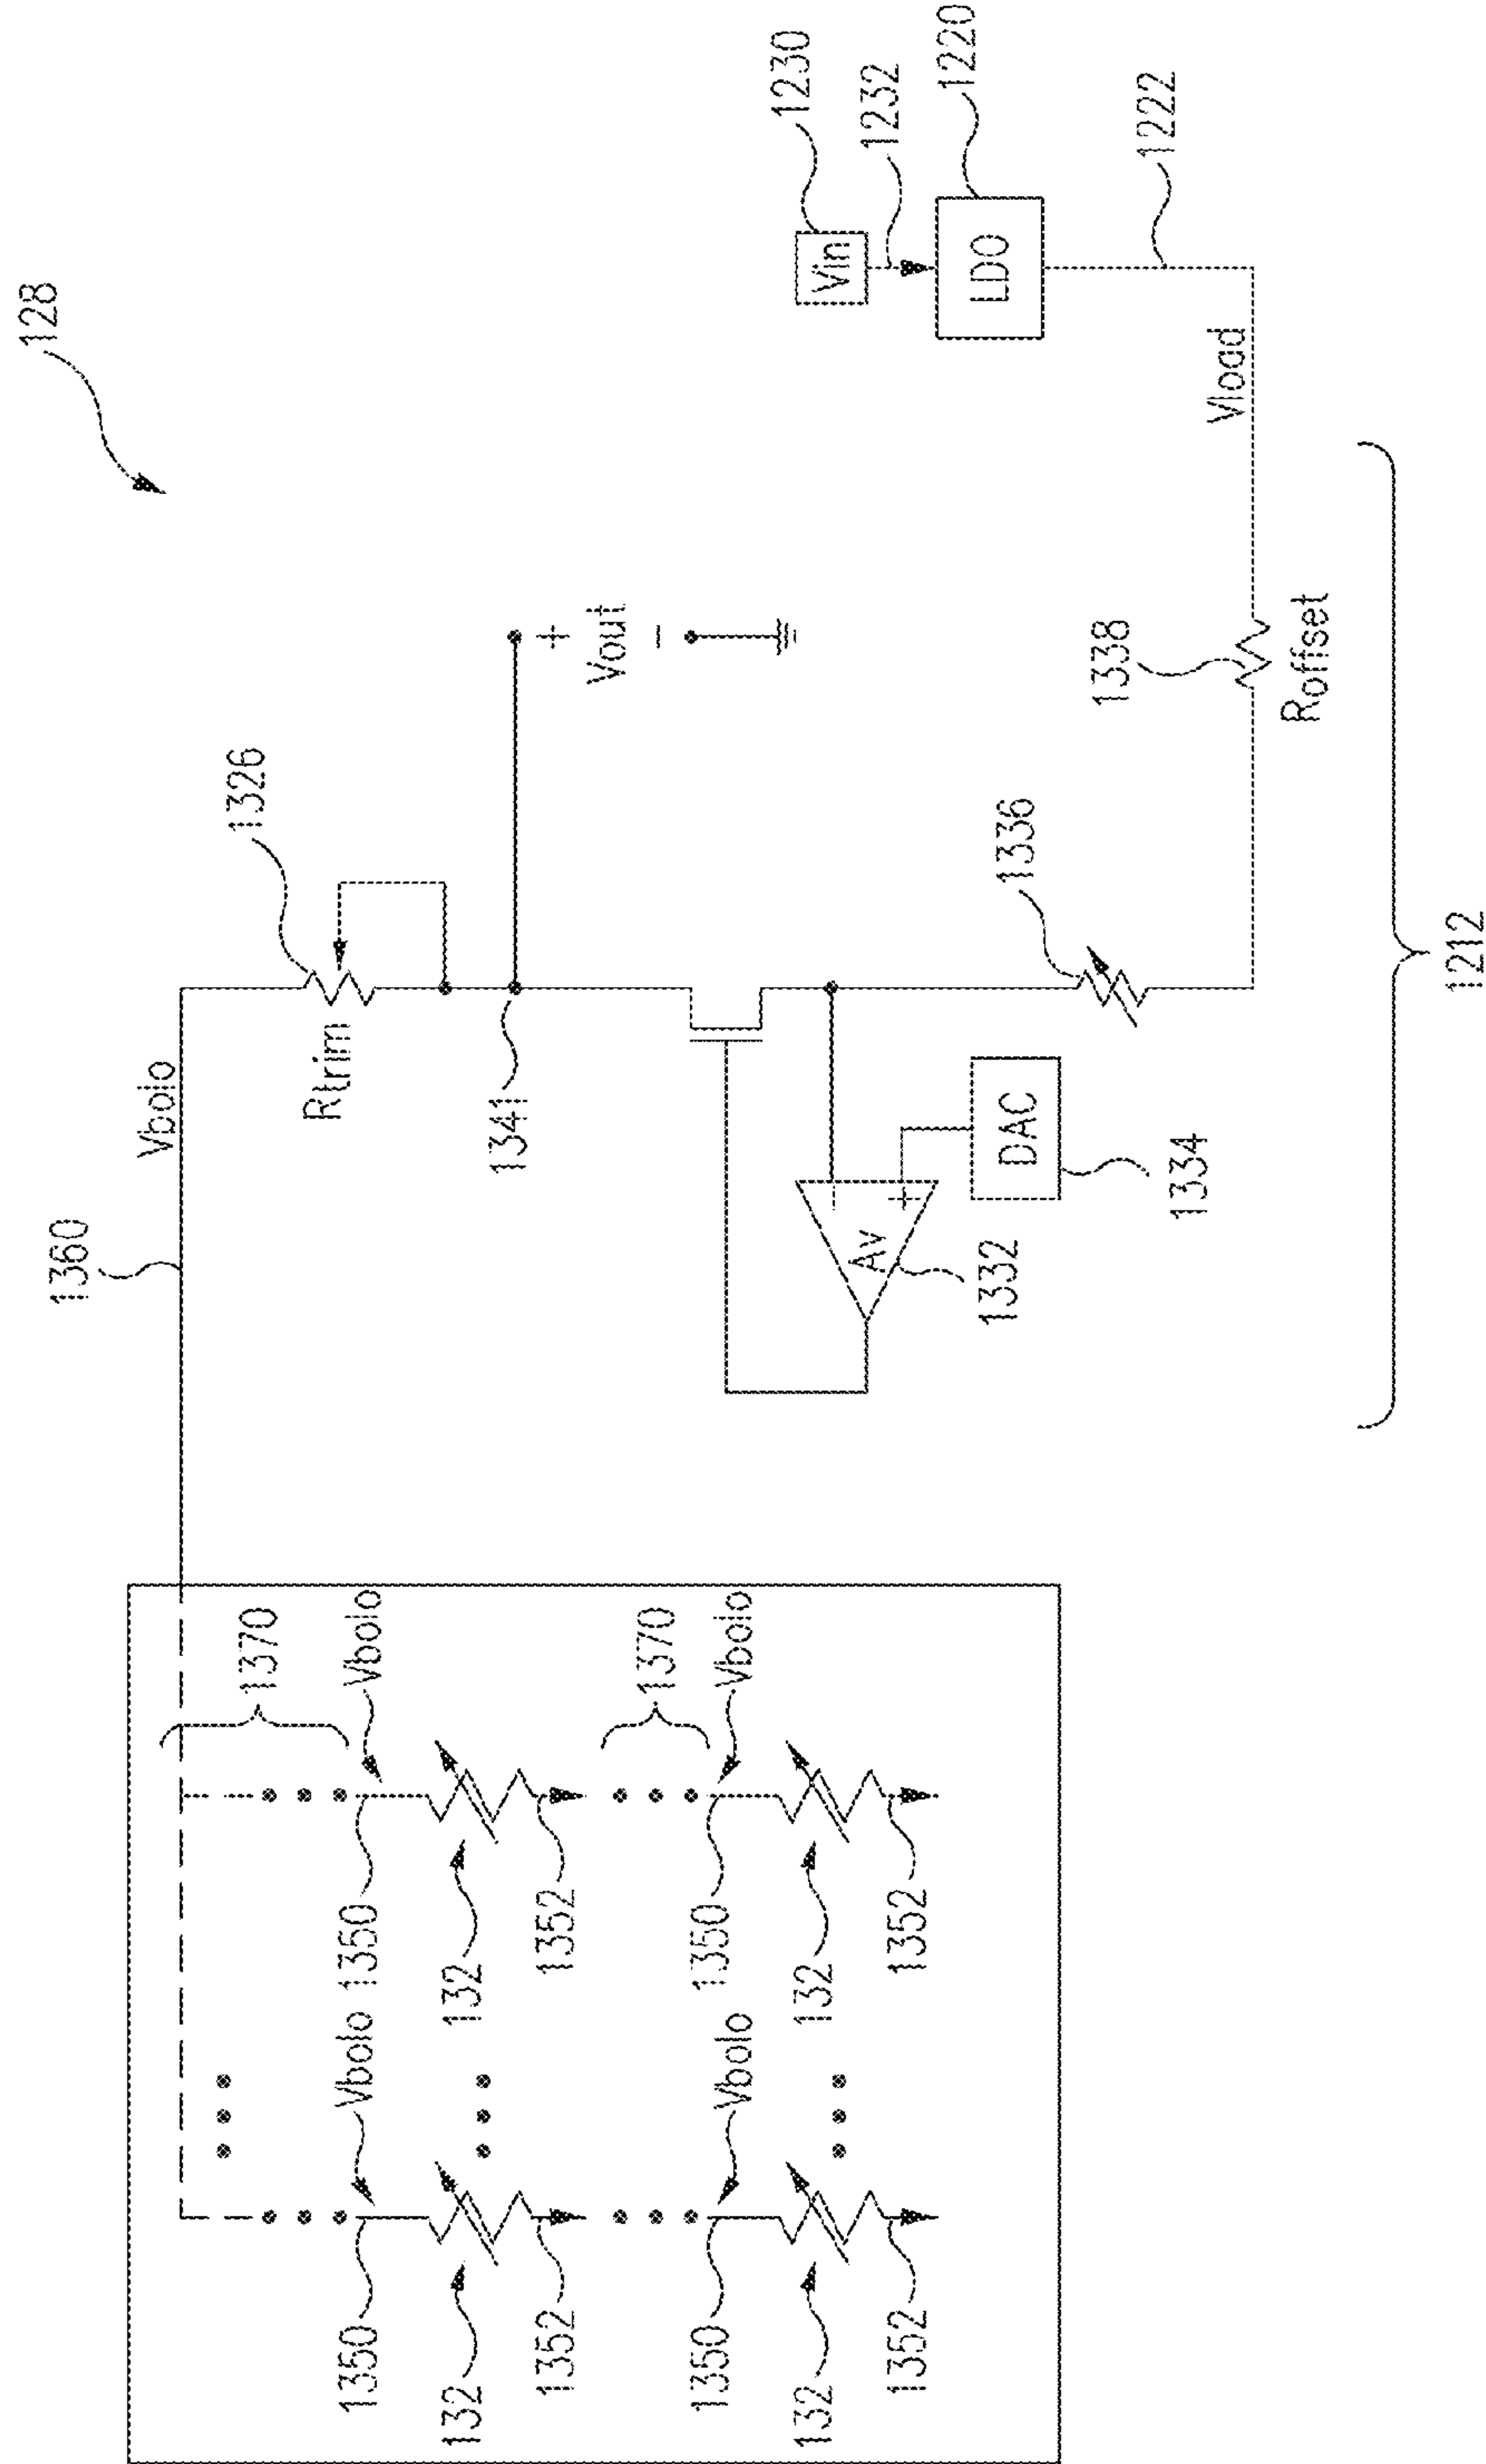 128
1360
Vbolo
1326
Rtrim
1341
+
Vout
−
1230
Vin
1232
1220
LDO
1222
Vload
1370
Vbolo
1350
132
1352
Vbolo
1350
132
1352
1370
Vbolo
1350
132
1352
Vbolo
1350
132
1352
−
+
Av
1332
DAC
1334
1336
1338
Roffset
1212